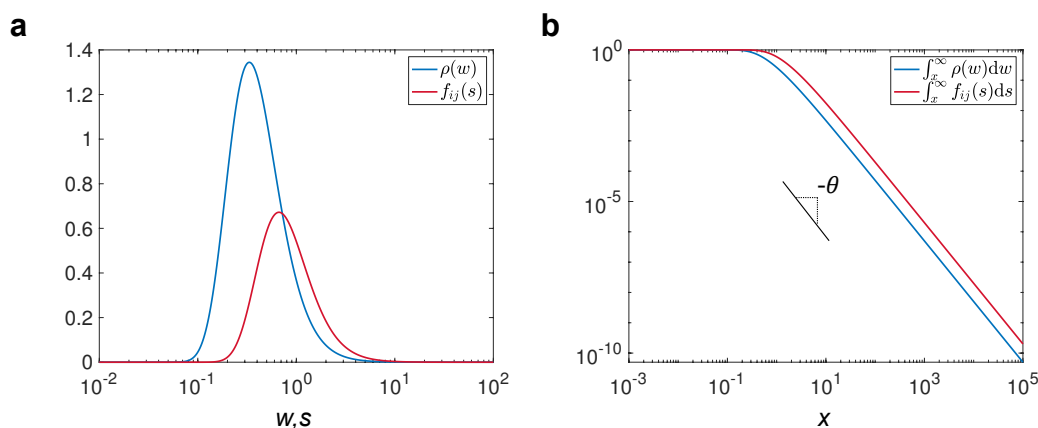 a
1.4
1.2
1
0.8
0.6
0.4
0.2
0
10^-2
10^-1
10^0
10^1
10^2
w,s
ρ(w)
f_ij(s)
b
10^0
10^-5
10^-10
10^-3
10^-1
10^1
10^3
10^5
x
∫_x^∞ ρ(w)dw
∫_x^∞ f_ij(s)ds
-θ